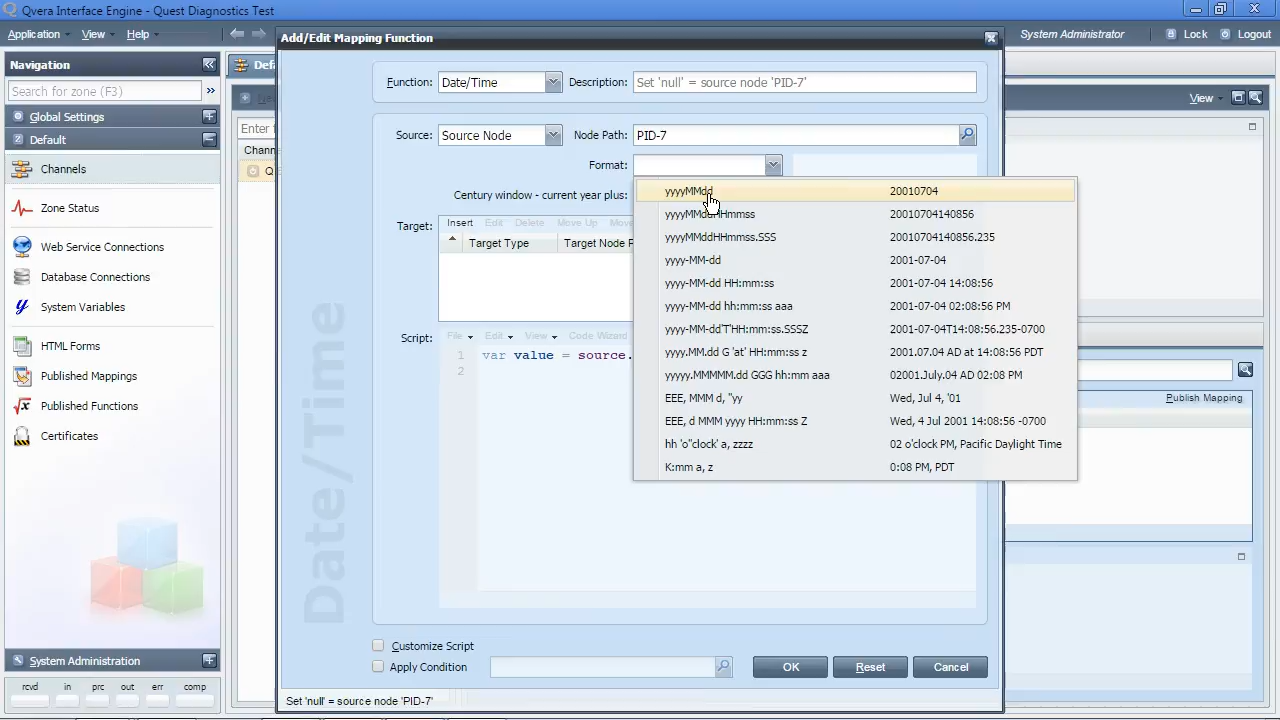 Qvera Interface Engine - Quest Diagnostics Test
Application View Help
System Administrator Lock Logout
Navigation
Search for zone (F3) »
Global Settings
Default
Channels
Zone Status
Web Service Connections
Database Connections
System Variables
HTML Forms
Published Mappings
Published Functions
Certificates
System Administration
rcvd in prc out err comp
Enter f
View
Publish Mapping
Add/Edit Mapping Function
Function: Date/Time Description: Set 'null' = source node 'PID-7'
Source: Source Node Node Path: PID-7
Format:
Century window - current year plus:
Target: Insert Edit Delete Move Up
Target Type Target Node P
Script: File Edit View Code Wizard
1 var value = source.
2
yyyyMMdd 20010704
yyyyMMddHHmmss 20010704140856
yyyyMMddHHmmss.SSS 20010704140856.235
yyyy-MM-dd 2001-07-04
yyyy-MM-dd HH:mm:ss 2001-07-04 14:08:56
yyyy-MM-dd hh:mm:ss aaa 2001-07-04 02:08:56 PM
yyyy-MM-dd'T'HH:mm:ss.SSSZ 2001-07-04T14:08:56.235-0700
yyyy.MM.dd G 'at' HH:mm:ss z 2001.07.04 AD at 14:08:56 PDT
yyyyy.MMMMM.dd GGG hh:mm aaa 02001.July.04 AD 02:08 PM
EEE, MMM d, ''yy Wed, Jul 4, '01
EEE, d MMM yyyy HH:mm:ss Z Wed, 4 Jul 2001 14:08:56 -0700
hh 'o''clock' a, zzzz 02 o'clock PM, Pacific Daylight Time
K:mm a, z 0:08 PM, PDT
Date/Time
Customize Script
Apply Condition
OK Reset Cancel
Set 'null' = source node 'PID-7'